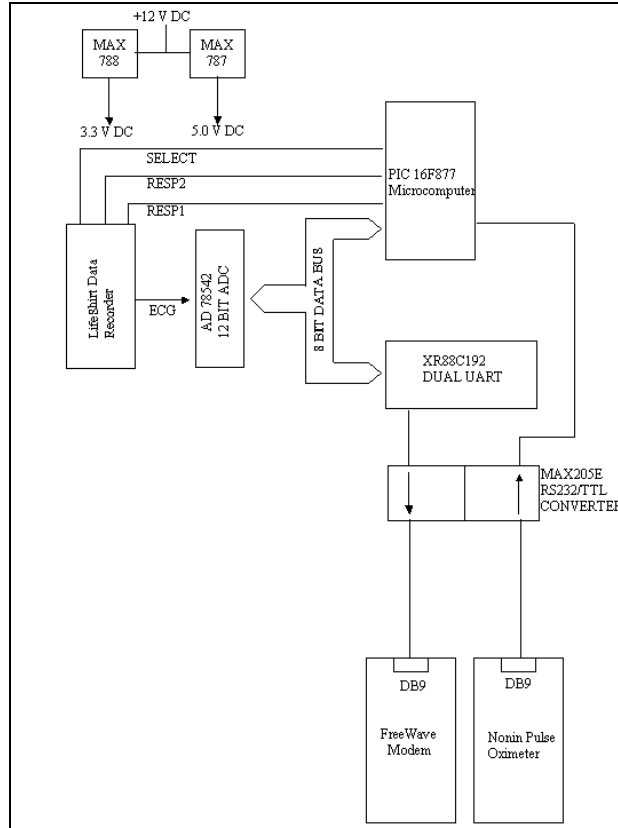 +12 V DC
MAX
788
MAX
787
3.3 V DC
5.0 V DC
SELECT
RESP2
RESP1
PIC 16F877
Microcomputer
LifeShirt Data
Recorder
ECG
AD 78542
12 BIT ADC
8 BIT DATA BUS
XR88C192
DUAL UART
MAX205E
RS232/TTL
CONVERTER
DB9
FreeWave
Modem
DB9
Nonin Pulse
Oximeter